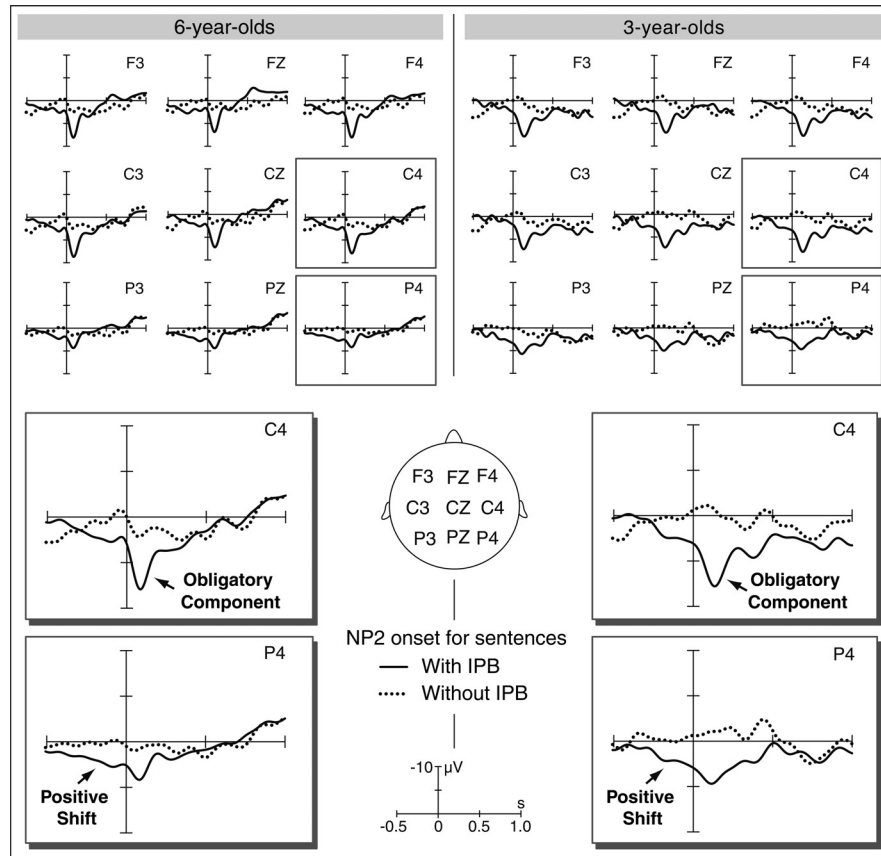 6-year-olds
3-year-olds
F3 FZ F4
F3 FZ F4
C3 CZ C4
C3 CZ C4
P3 PZ P4
P3 PZ P4
C4
Obligatory
Component
F3 FZ F4
C3 CZ C4
P3 PZ P4
C4
Obligatory
Component
P4
Positive
Shift
NP2 onset for sentences
With IPB
Without IPB
-10 µV
s
-0.5 0 0.5 1.0
P4
Positive
Shift